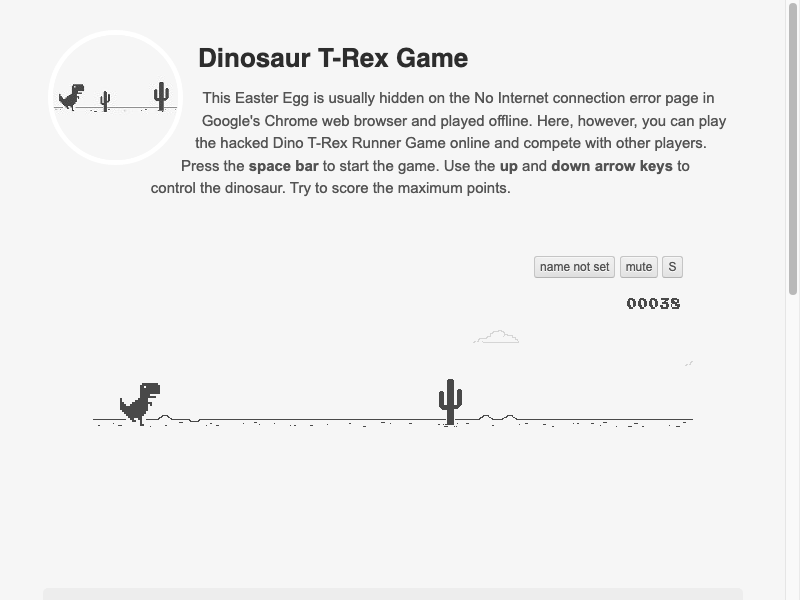 Dinosaur T-Rex Game
This Easter Egg is usually hidden on the No Internet connection error page in
Google's Chrome web browser and played offline. Here, however, you can play
the hacked Dino T-Rex Runner Game online and compete with other players.
Press the space bar to start the game. Use the up and down arrow keys to
control the dinosaur. Try to score the maximum points.
name not set mute S
00038